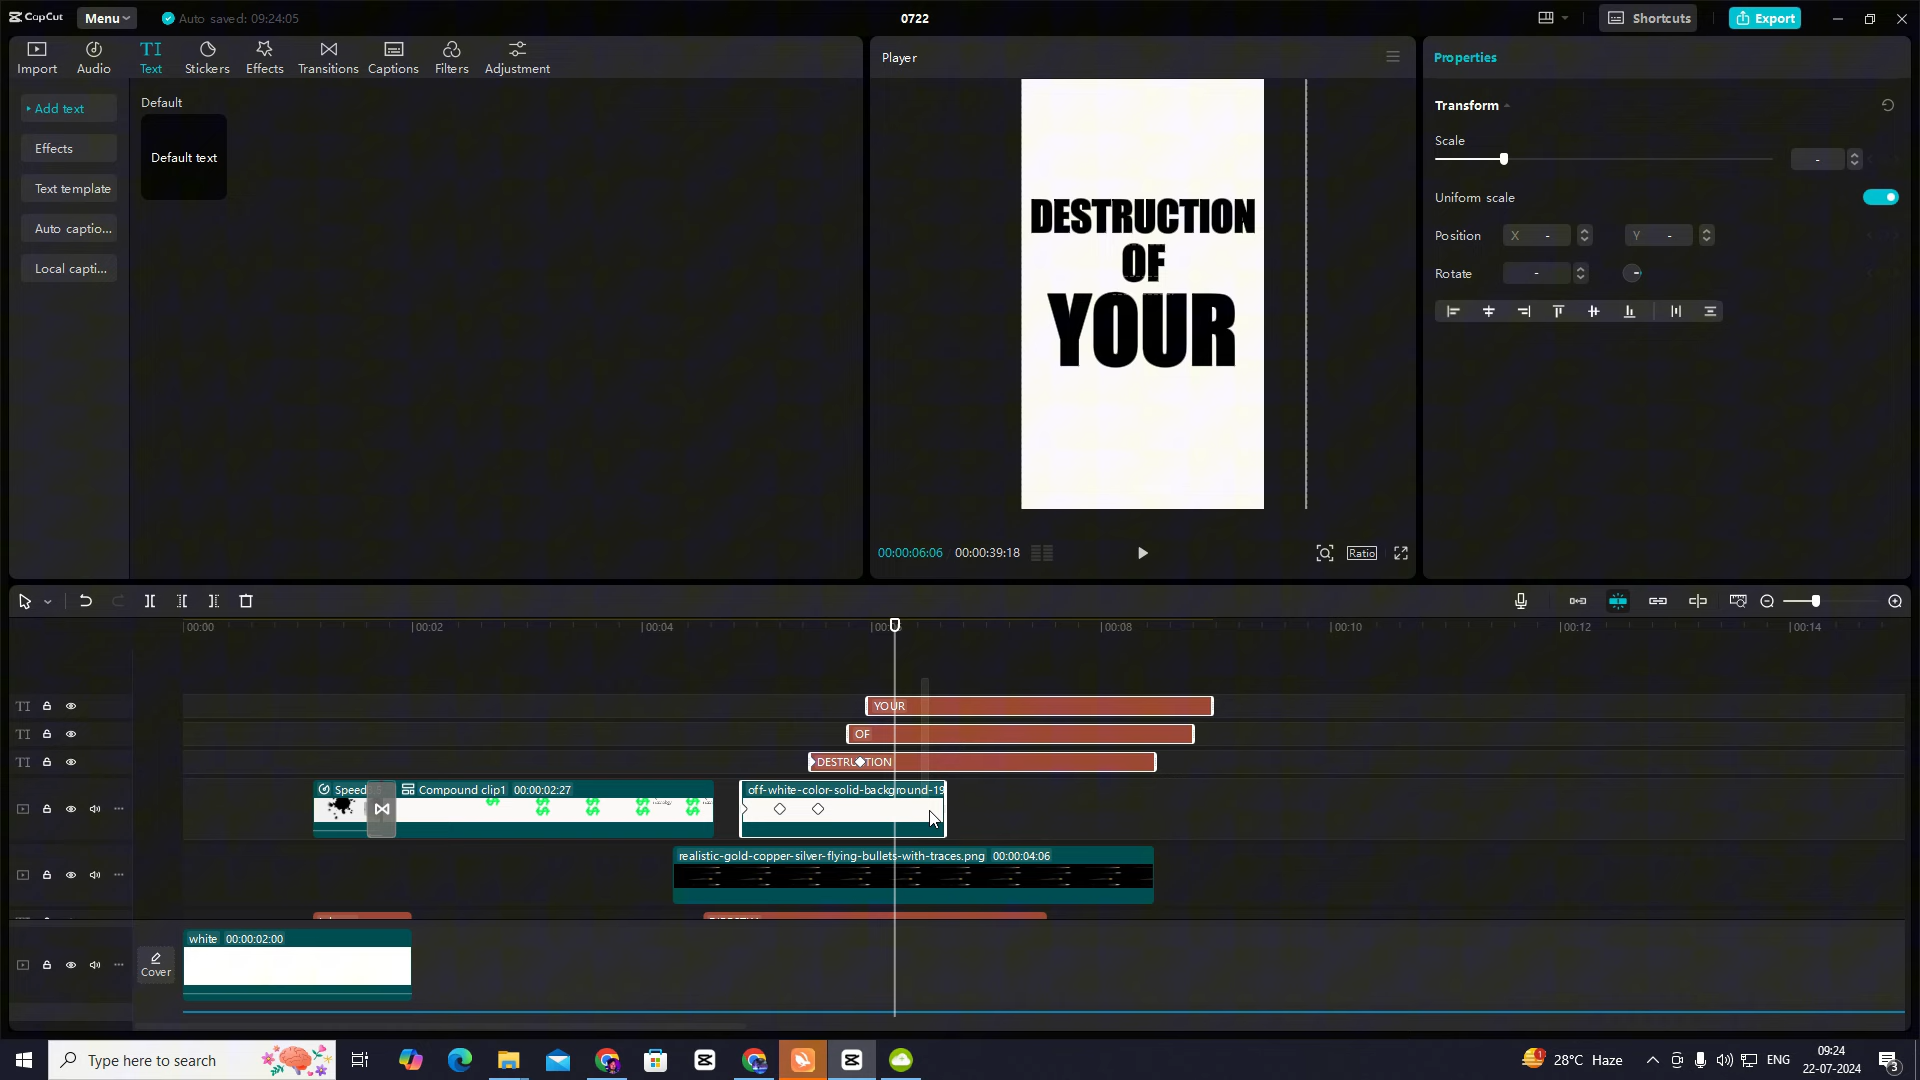 CapCut Menu Auto saved: 09:24:05 0722 Shortcuts Export
Import Audio Text Stickers Effects Transitions Captions Filters Adjustment
Add text
Effects
Text template
Auto captio...
Local capti...
Default
Default text
Player
DESTRUCTION
OF
YOUR
00:00:06:06 00:00:39:18 Ratio
Properties
Transform
Scale
Uniform scale
Position X - Y -
Rotate -
00:00 00:02 00:04 00:08 00:10 00:12 00:14
YOUR
OF
DESTRUCTION
Speed Compound clip1 00:00:02:27 off-white-color-solid-background-19
realistic-gold-copper-silver-flying-bullets-with-traces.png 00:00:04:06
white 00:00:02:00
Cover
Type here to search 28°C Haze ENG 09:24
22-07-2024 3